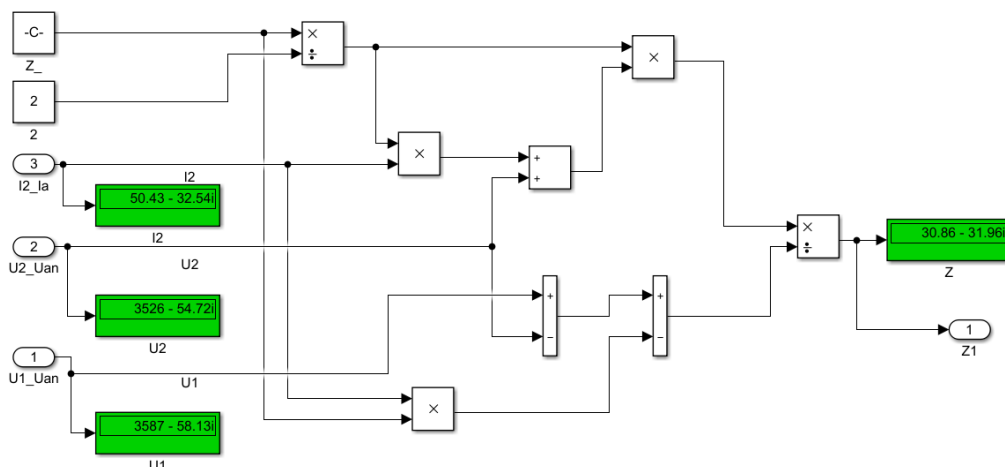 -C-
×
÷
Z_
2
2
×
3
I2_Ia
×
+
+
I2
50.43 - 32.54i
I2
2
U2_Uan
U2
×
÷
30.86 - 31.96i
Z
3526 - 54.72i
U2
+
−
+
−
1
Z1
1
U1_Uan
U1
×
3587 - 58.13i
U1